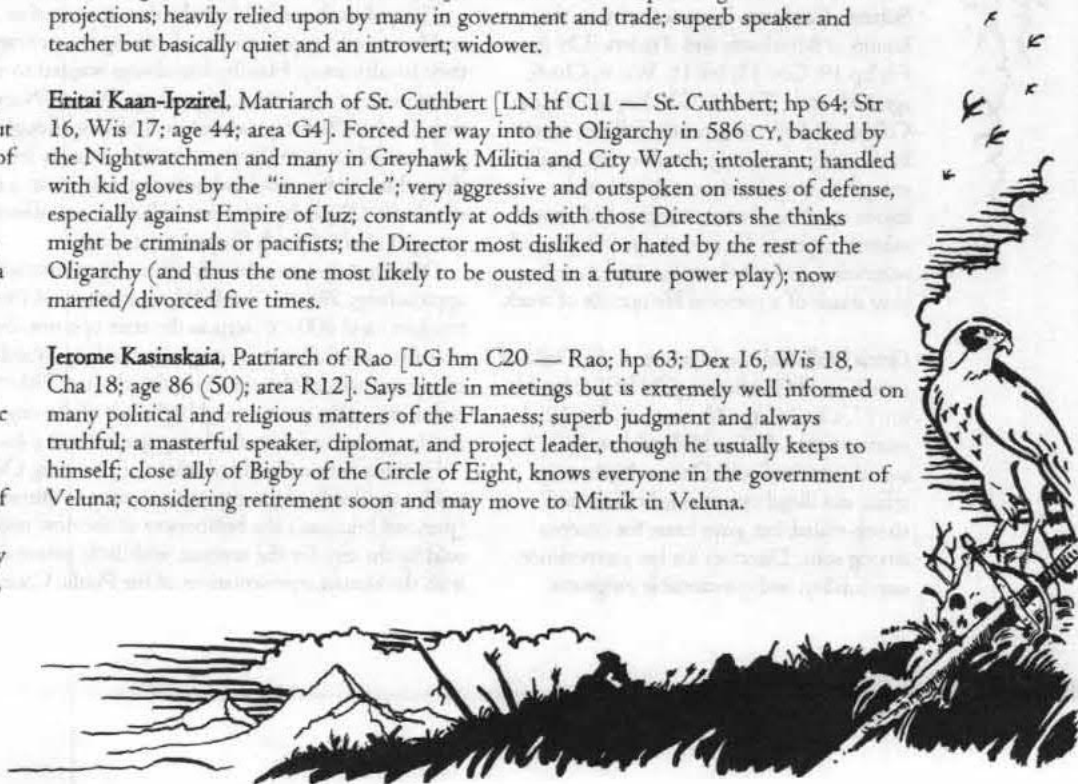 projections; heavily relied upon by many in government and trade; superb speaker and
teacher but basically quiet and an introvert; widower.
Eritai Kaan-Ipzirel, Matriarch of St. Cuthbert [LN hf C11 — St. Cuthbert; hp 64; Str
16, Wis 17; age 44; area G4]. Forced her way into the Oligarchy in 586 CY, backed by
the Nightwatchmen and many in Greyhawk Militia and City Watch; intolerant; handled
with kid gloves by the "inner circle"; very aggressive and outspoken on issues of defense,
especially against Empire of Iuz; constantly at odds with those Directors she thinks
might be criminals or pacifists; the Director most disliked or hated by the rest of the
Oligarchy (and thus the one most likely to be ousted in a future power play); now
married/divorced five times.
Jerome Kasinskaia, Patriarch of Rao [LG hm C20 — Rao; hp 63; Dex 16, Wis 18,
Cha 18; age 86 (50); area R12]. Says little in meetings but is extremely well informed on
many political and religious matters of the Flanaess; superb judgment and always
truthful; a masterful speaker, diplomat, and project leader, though he usually keeps to
himself; close ally of Bigby of the Circle of Eight, knows everyone in the government of
Veluna; considering retirement soon and may move to Mitrik in Veluna.